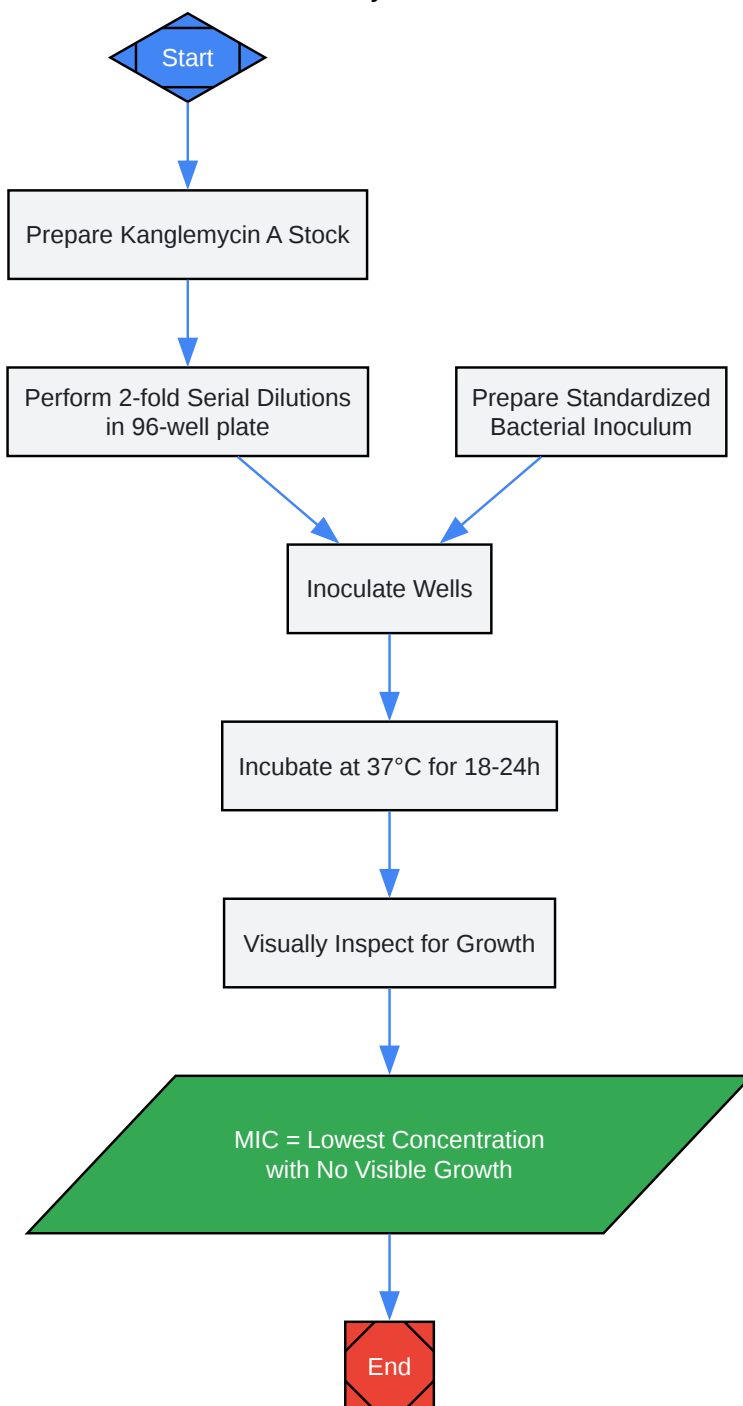 Start
Prepare Kanglemycin A Stock
Perform 2-fold Serial Dilutions
in 96-well plate
Prepare Standardized
Bacterial Inoculum
Inoculate Wells
Incubate at 37°C for 18-24h
Visually Inspect for Growth
MIC = Lowest Concentration
with No Visible Growth
End